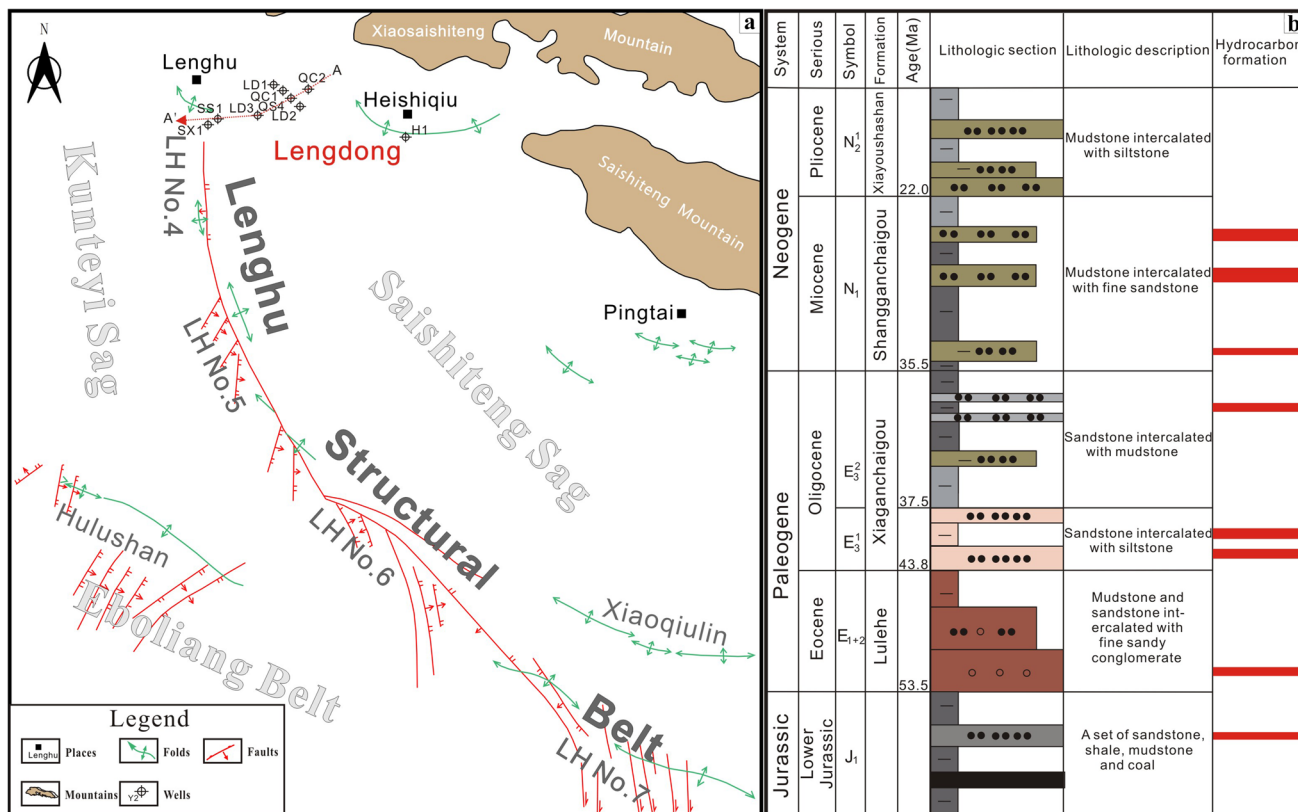 a
N
Xiaosaishiteng
Mountain
Lenghu
LD1
QC2
A
QC1
SS1
LD3
QS4
LD2
A'
SX1
Heishiqiu
H1
Lengdong
Saishiteng
Mountain
Kunteyi Sag
LH No.4
Lenghu
Saishiteng Sag
Pingtai
LH No.5
Structural
Hulushan
LH No.6
Eboliang Belt
Xiaoqiulin
Belt
LH No.7
Legend
Lenghu
Places
Folds
Faults
Mountains
Y2
Wells
b
System
Serious
Symbol
Formation
Age(Ma)
Lithologic section
Lithologic description
Hydrocarbon
formation
Neogene
Pliocene
N₂¹
Xiayoushashan
22.0
Mudstone intercalated
with siltstone
Miocene
N₁
Shangganchaigou
35.5
Mudstone intercalated
with fine sandstone
Paleogene
Oligocene
E₃²
Xiaganchaigou
37.5
Sandstone intercalated
with mudstone
E₃¹
43.8
Sandstone intercalated
with siltstone
Eocene
E₁₊₂
Lulehe
53.5
Mudstone and
sandstone int-
ercalated with
fine sandy
conglomerate
Jurassic
Lower
Jurassic
J₁
A set of sandstone,
shale, mudstone
and coal